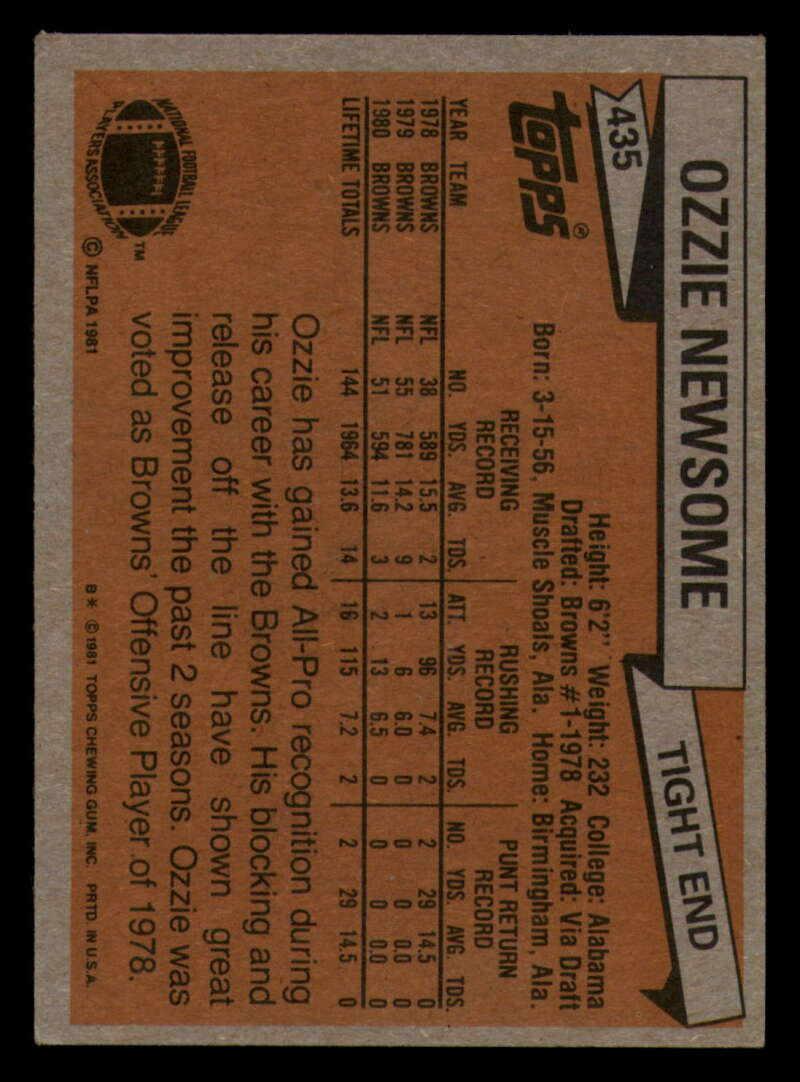 435
OZZIE NEWSOME
TIGHT END
TOPPS®
Height: 6'2" Weight: 232 College: Alabama
Drafted: Browns #1-1978 Acquired: Via Draft
Born: 3-15-56, Muscle Shoals, Ala. Home: Birmingham, Ala.
RECEIVING RUSHING PUNT RETURN
RECORD RECORD RECORD
YEAR TEAM NO. YDS. AVG. TDS. ATT. YDS. AVG. TDS. NO. YDS. AVG. TDS.
1978 BROWNS NFL 38 589 15.5 2 13 96 7.4 2 2 29 14.5 0
1979 BROWNS NFL 55 781 14.2 9 1 6 6.0 0 0 0 0.0 0
1980 BROWNS NFL 51 594 11.6 3 2 13 6.5 0 0 0 0.0 0
LIFETIME TOTALS 144 1964 13.6 14 16 115 7.2 2 2 29 14.5 0
Ozzie has gained All-Pro recognition during
his career with the Browns. His blocking and
release off the line have shown great
improvement the past 2 seasons. Ozzie was
voted as Browns' Offensive Player of 1978.
NATIONAL FOOTBALL LEAGUE
PLAYERS ASSOCIATION
™
© NFLPA 1981
B* © 1981 TOPPS CHEWING GUM, INC. PRTD. IN U.S.A.